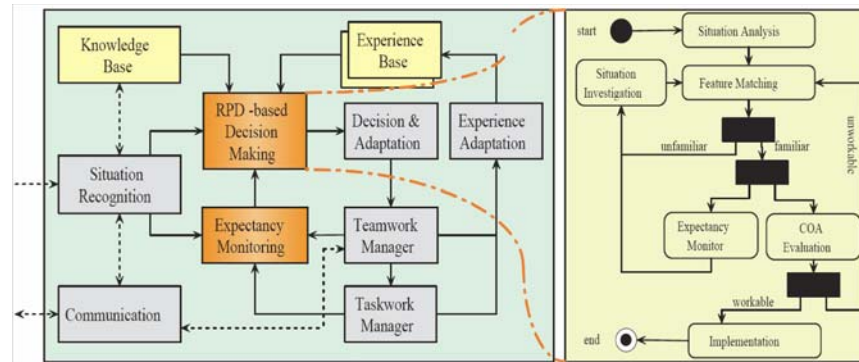 Knowledge
Base
Experience
Base
RPD -based
Decision
Making
Decision &
Adaptation
Experience
Adaptation
Situation
Recognition
Expectancy
Monitoring
Teamwork
Manager
Communication
Taskwork
Manager
start
Situation Analysis
Situation
Investigation
Feature Matching
unfamiliar
familiar
unworkable
Expectancy
Monitor
COA
Evaluation
workable
end
Implementation